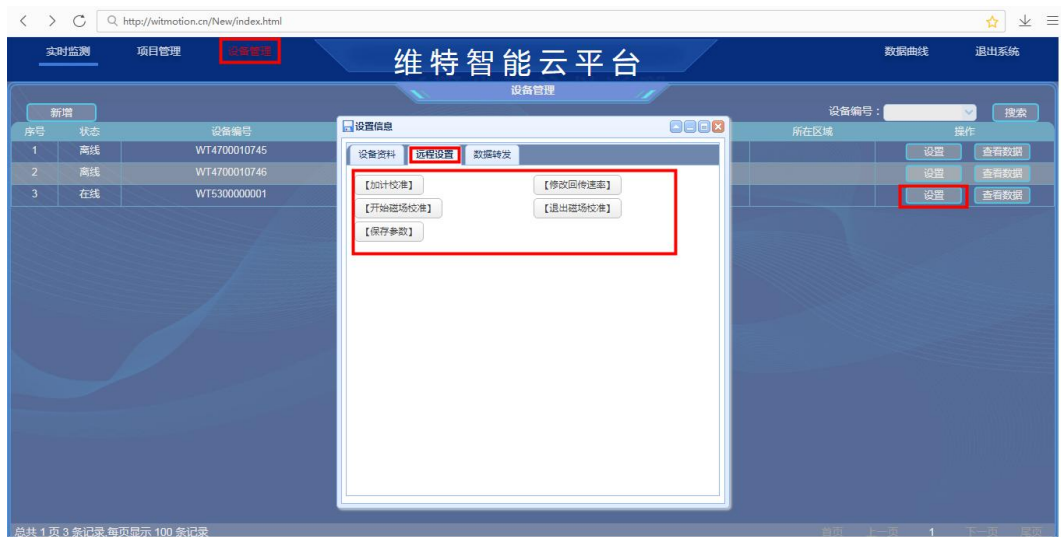 http://witmotion.cn/New/index.html
实时监测 项目管理 设备管理 维特智能云平台 数据曲线 退出系统
设备管理
新增 设备编号： 搜索
序号 状态 设备编号 所在区域 操作
1 离线 WT4700010745 设置 查看数据
2 离线 WT4700010746 设置 查看数据
3 在线 WT5300000001 设置 查看数据
设置信息
设备资料 远程设置 数据转发
【加计校准】 【修改回传速率】
【开始磁场校准】 【退出磁场校准】
【保存参数】
总共 1 页 3 条记录 每页显示 100 条记录 首页 上一页 1 下一页 尾页